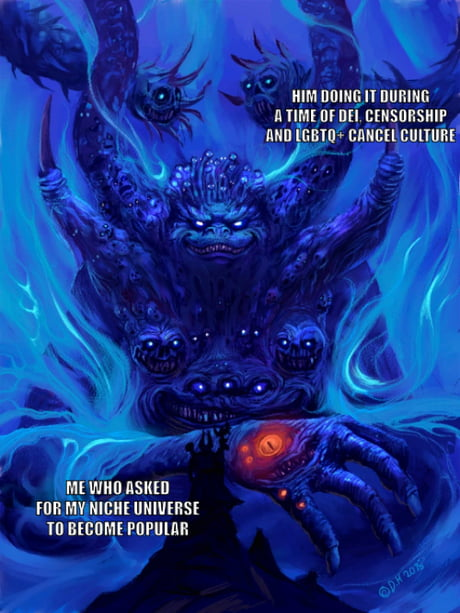 HIM DOING IT DURING
A TIME OF DEI, CENSORSHIP
AND LGBTQ+ CANCEL CULTURE
ME WHO ASKED
FOR MY NICHE UNIVERSE
TO BECOME POPULAR